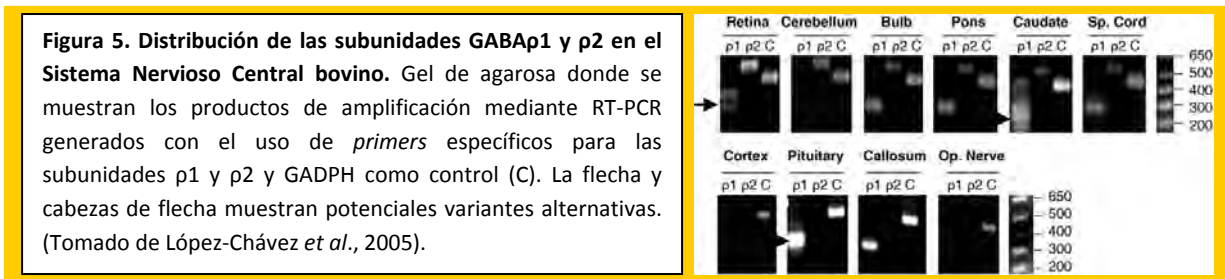 Figura 5. Distribución de las subunidades GABAρ1 y ρ2 en el
Sistema Nervioso Central bovino. Gel de agarosa donde se
muestran los productos de amplificación mediante RT-PCR
generados con el uso de primers específicos para las
subunidades ρ1 y ρ2 y GADPH como control (C). La flecha y
cabezas de flecha muestran potenciales variantes alternativas.
(Tomado de López-Chávez et al., 2005).
Retina Cerebellum Bulb Pons Caudate Sp. Cord
ρ1 ρ2 C ρ1 ρ2 C ρ1 ρ2 C ρ1 ρ2 C ρ1 ρ2 C ρ1 ρ2 C
650
500
400
300
200
Cortex Pituitary Callosum Op. Nerve
ρ1 ρ2 C ρ1 ρ2 C ρ1 ρ2 C ρ1 ρ2 C
650
500
400
300
200